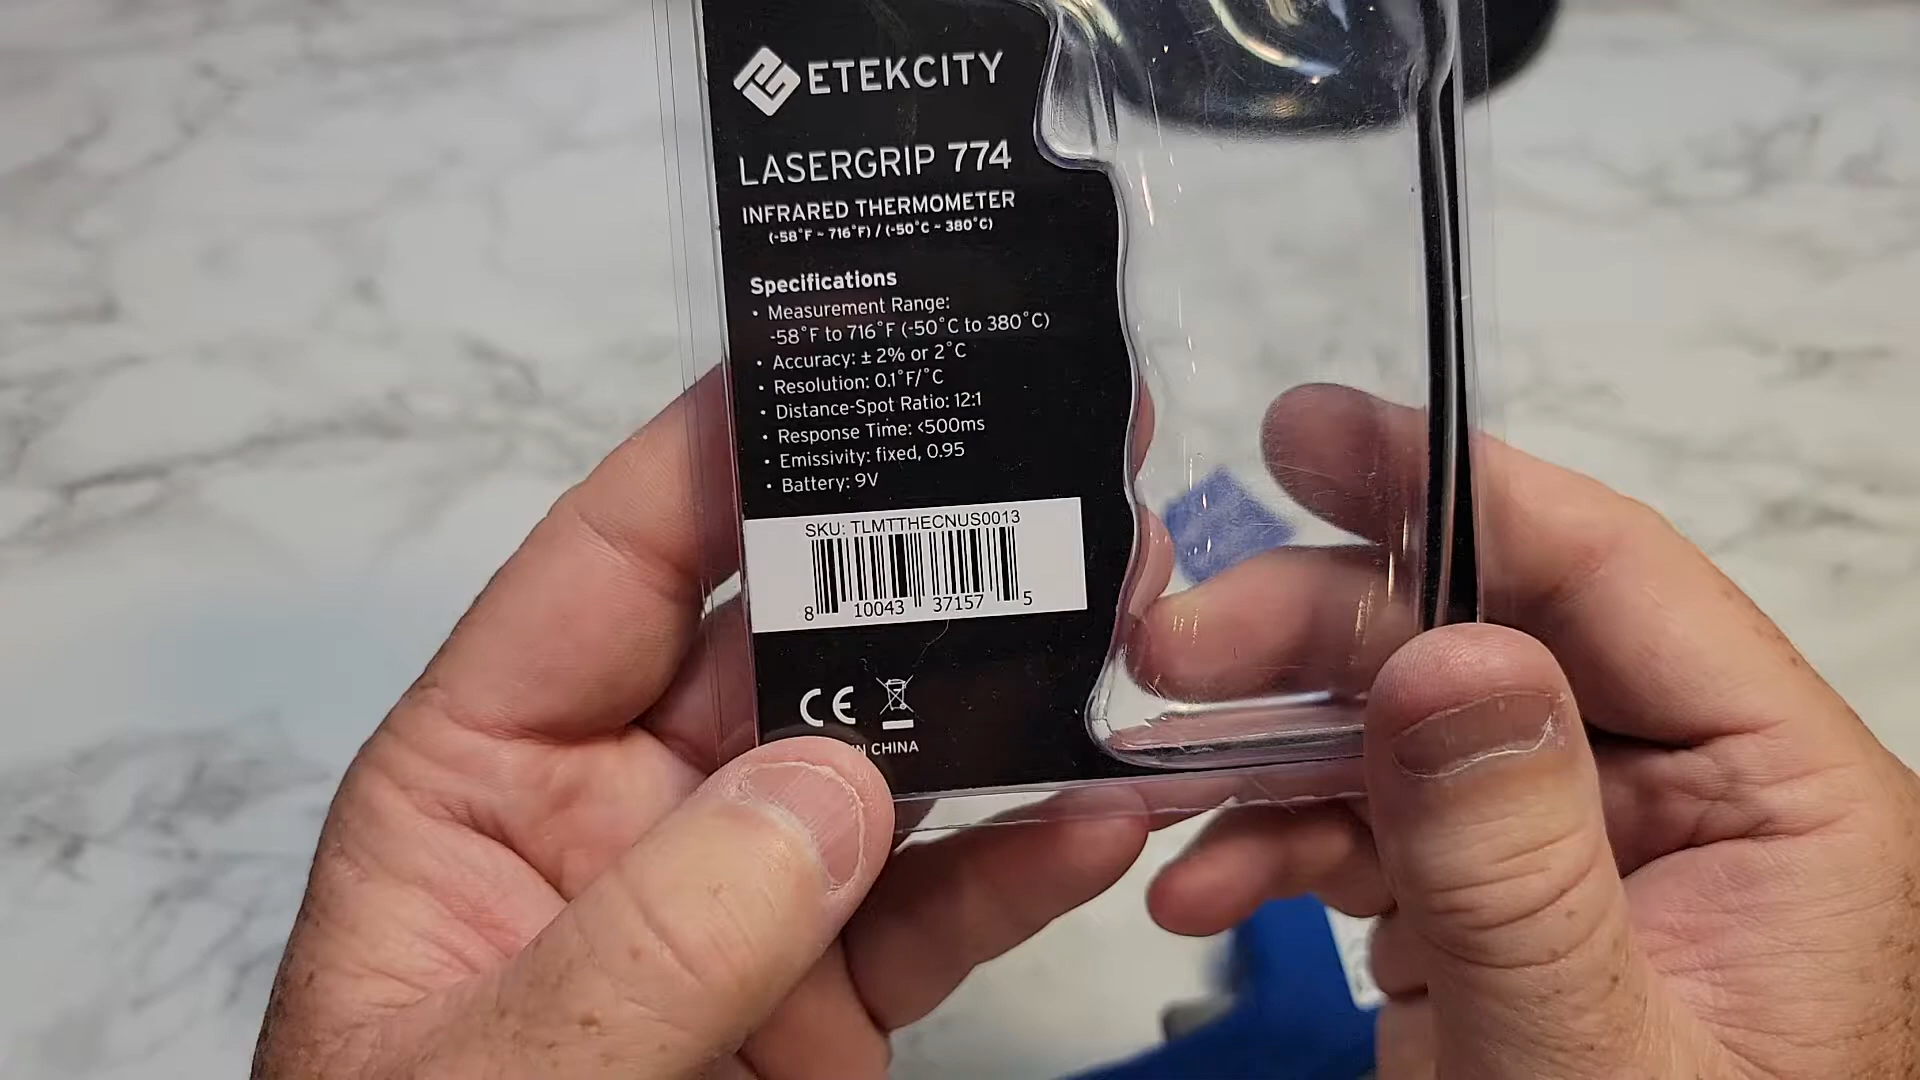 ETEKCITY
LASERGRIP 774
INFRARED THERMOMETER
(-58°F ~ 716°F) / (-50°C ~ 380°C)
Specifications
• Measurement Range:
-58°F to 716°F (-50°C to 380°C)
• Accuracy: ± 2% or 2°C
• Resolution: 0.1°F/°C
• Distance-Spot Ratio: 12:1
• Response Time: <500ms
• Emissivity: fixed, 0.95
• Battery: 9V
SKU: TLMTTHECNUS0013
8 10043 37157 5
CE
CHINA